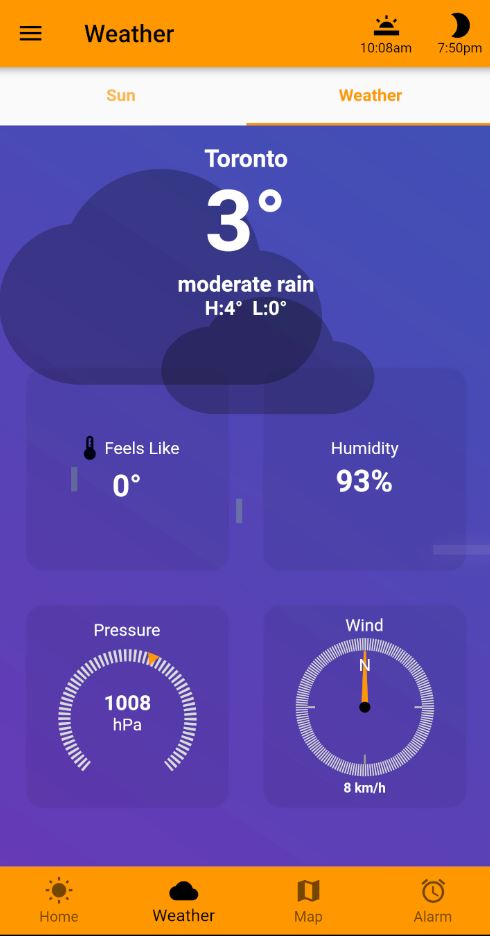 Weather
10:08am
7:50pm
Sun
Weather
Toronto
3°
moderate rain
H:4° L:0°
Feels Like
0°
Humidity
93%
Pressure
1008
hPa
Wind
N
8 km/h
Home
Weather
Map
Alarm